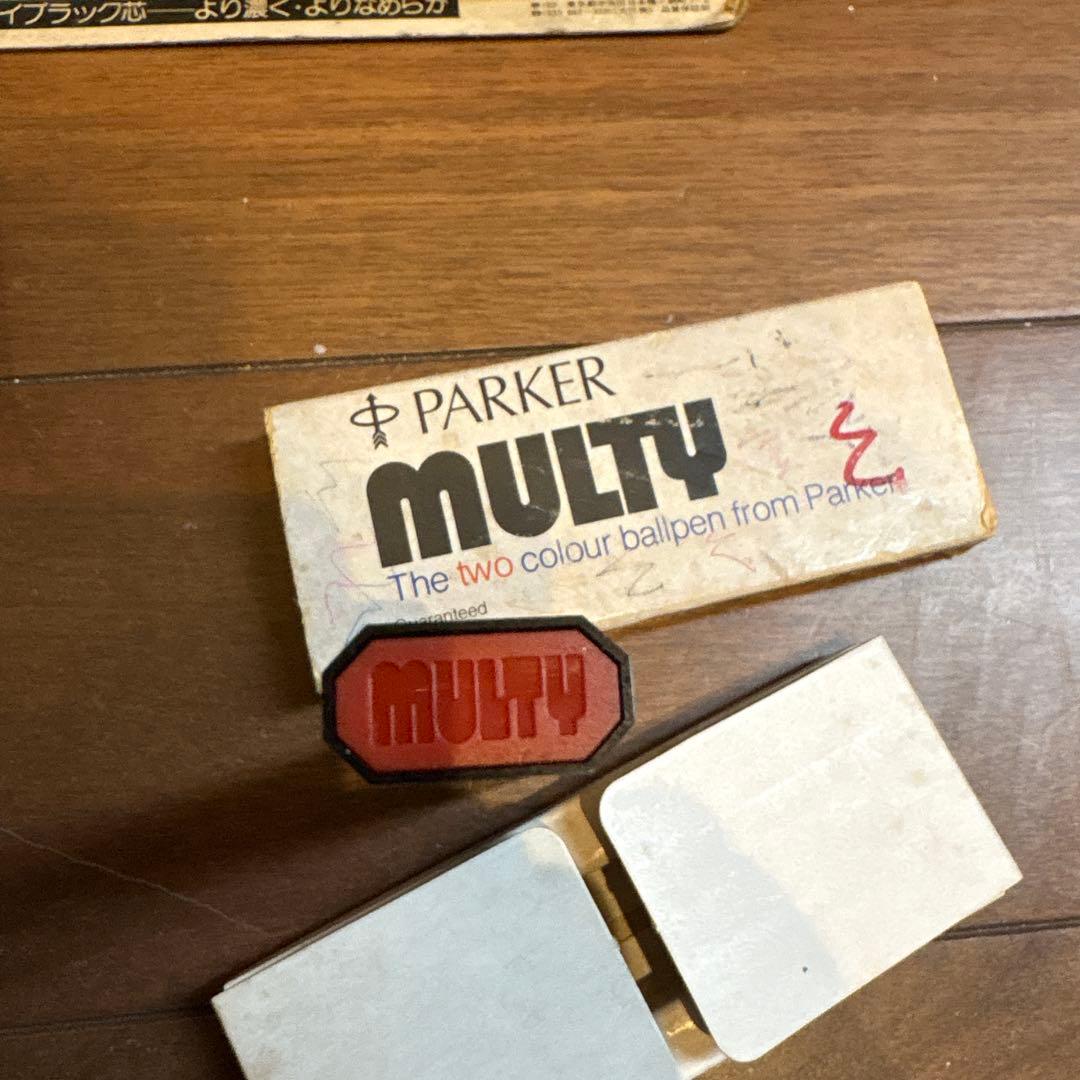 イブラック芯——より濃く・よりなめらか
PARKER
MULTY
The two colour ballpen from Parker
Guaranteed
MULTY